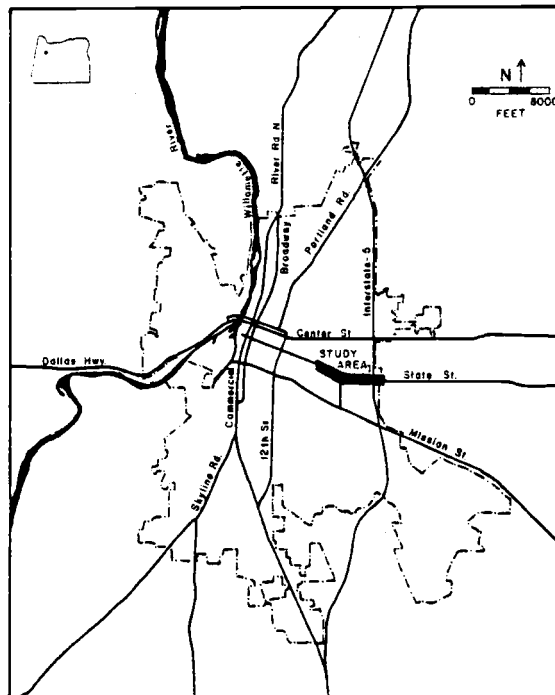 N
0 8000
FEET
River
Willamette
River Rd N
Broadway
Portland Rd.
Interstate-5
Center St
Dallas Hwy.
STUDY
AREA
State St.
Commercial
12th St
Mission St
Skyline Rd.